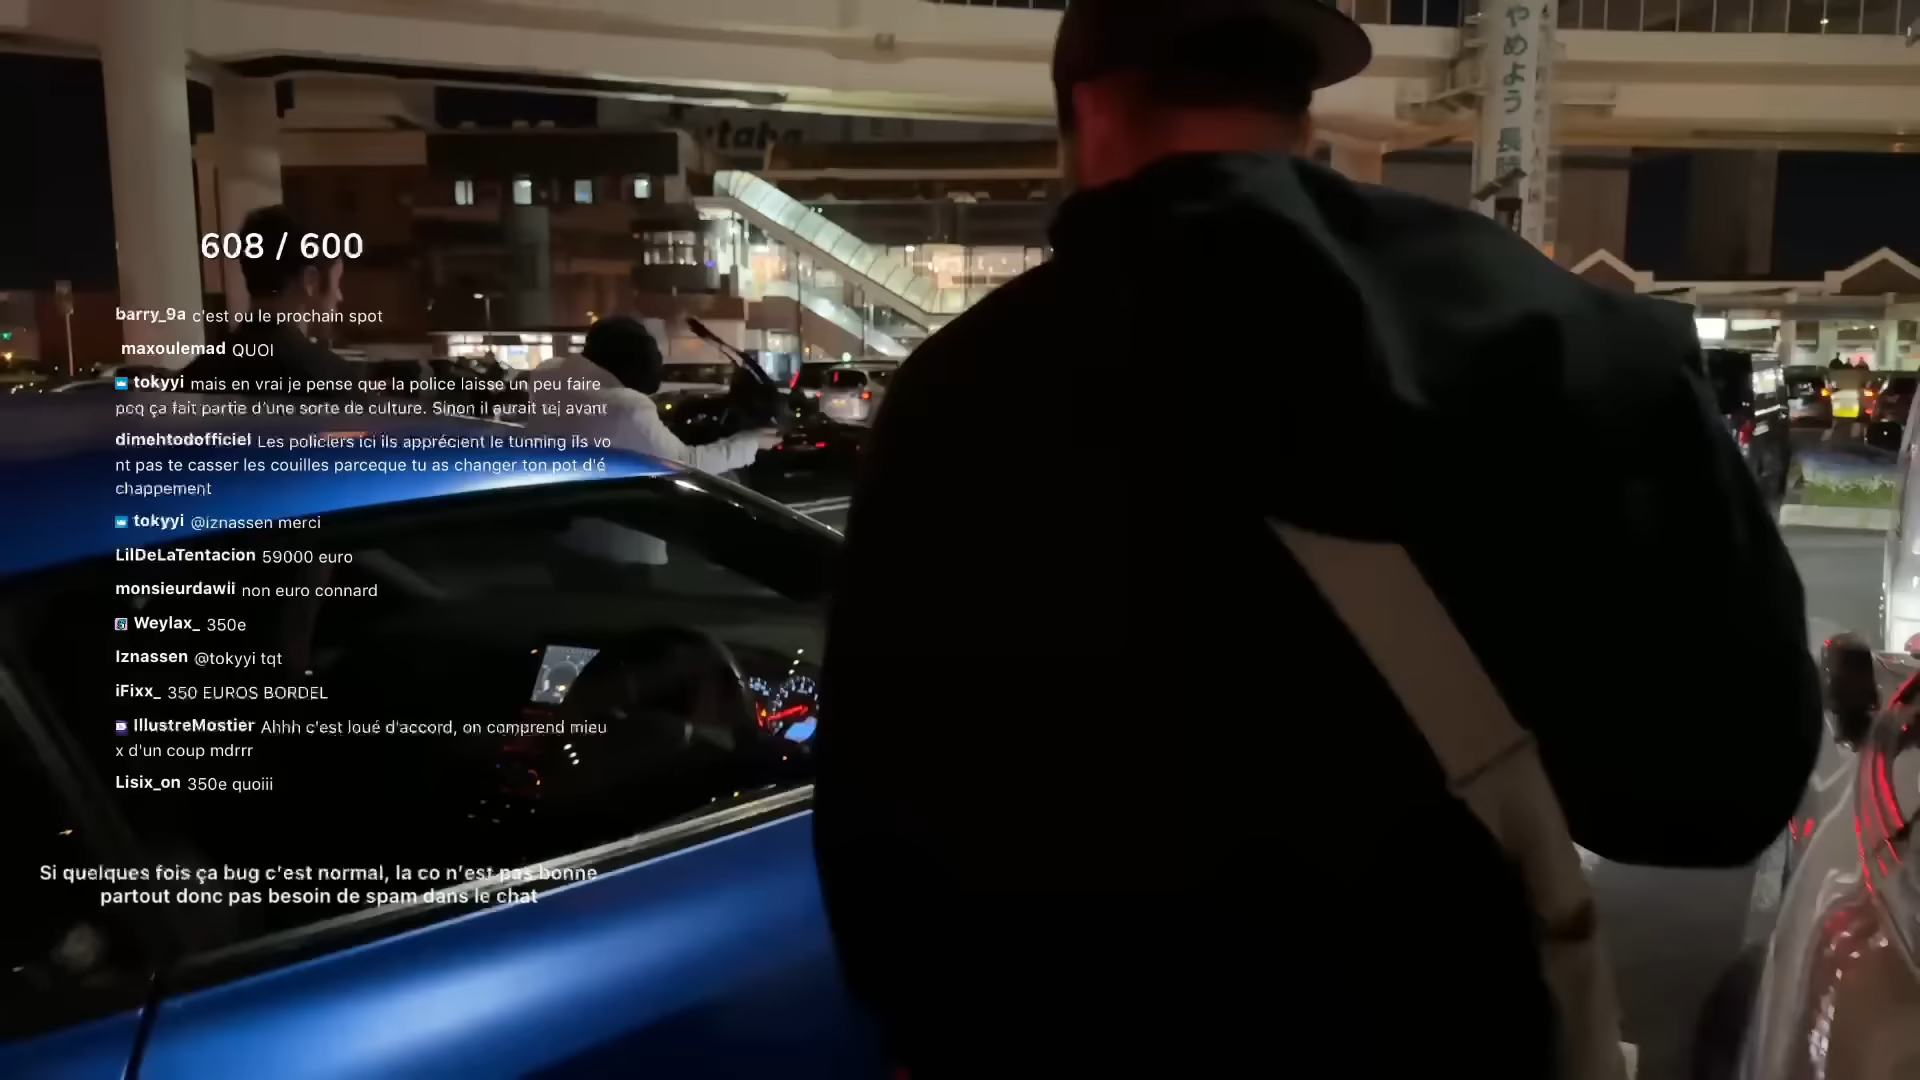 やめよう 長時
608 / 600
barry_9a c'est ou le prochain spot
maxoulemad QUOI
tokyyi mais en vrai je pense que la police laisse un peu faire
pcq ça fait partie d'une sorte de culture. Sinon il aurait tej avant
dimehtodofficiel Les policiers ici ils apprécient le tunning ils vo
nt pas te casser les couilles parceque tu as changer ton pot d'é
chappement
tokyyi @iznassen merci
LilDeLaTentacion 59000 euro
monsieurdawii non euro connard
Weylax_ 350e
Iznassen @tokyyi tqt
iFixx_ 350 EUROS BORDEL
IllustreMostier Ahhh c'est loué d'accord, on comprend mieu
x d'un coup mdrrr
Lisix_on 350e quoiii
Si quelques fois ça bug c'est normal, la co n'est pas bonne
partout donc pas besoin de spam dans le chat